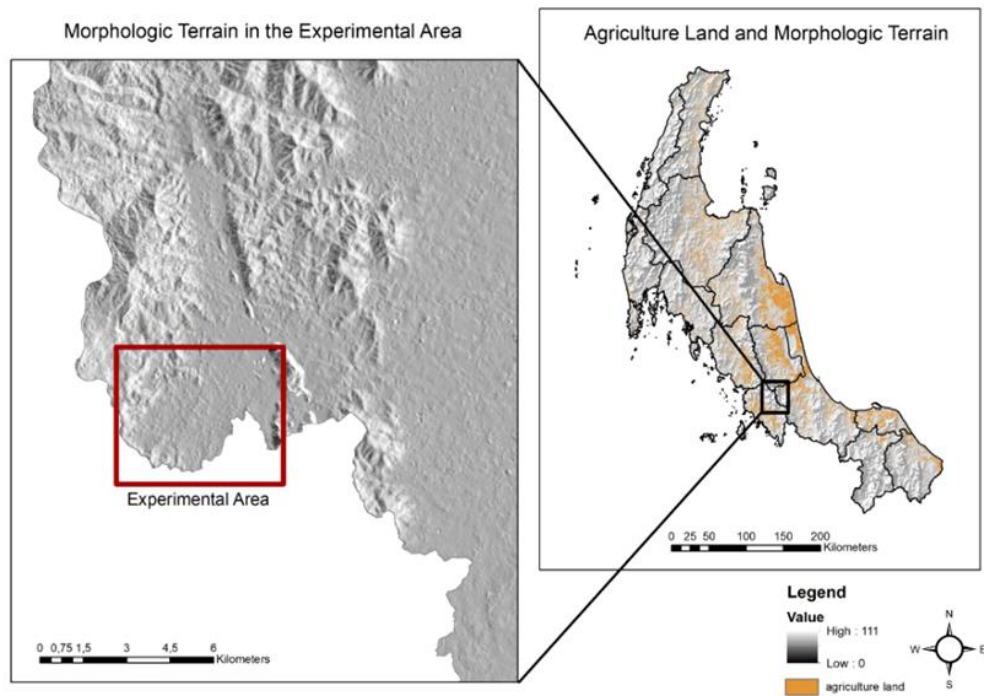 Morphologic Terrain in the Experimental Area
Experimental Area
0 0,75 1,5 3 4,5 6
Kilometers
Agriculture Land and Morphologic Terrain
0 25 50 100 150 200
Kilometers
Legend
Value
High : 111
Low : 0
agriculture land
N
W E
S